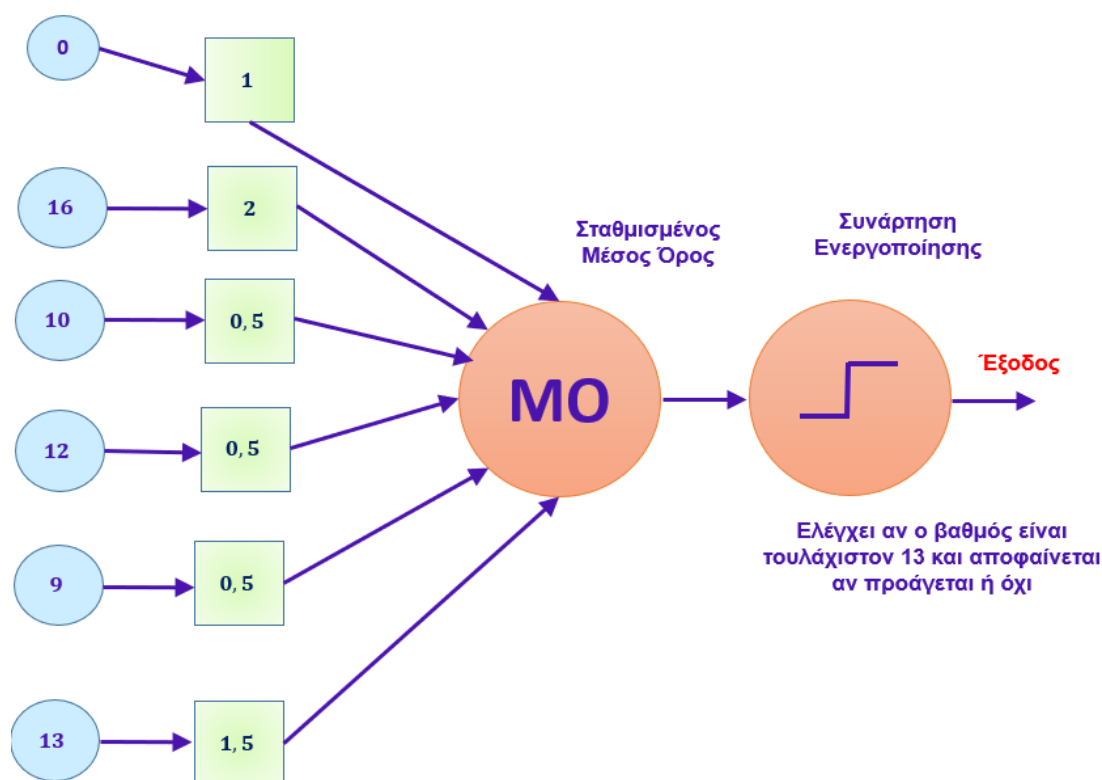 0
1
16
2
Σταθμισμένος
Μέσος Όρος
Συνάρτηση
Ενεργοποίησης
10
0,5
ΜΟ
Έξοδος
12
0,5
Ελέγχει αν ο βαθμός είναι
τουλάχιστον 13 και αποφαίνεται
αν προάγεται ή όχι
9
0,5
13
1,5